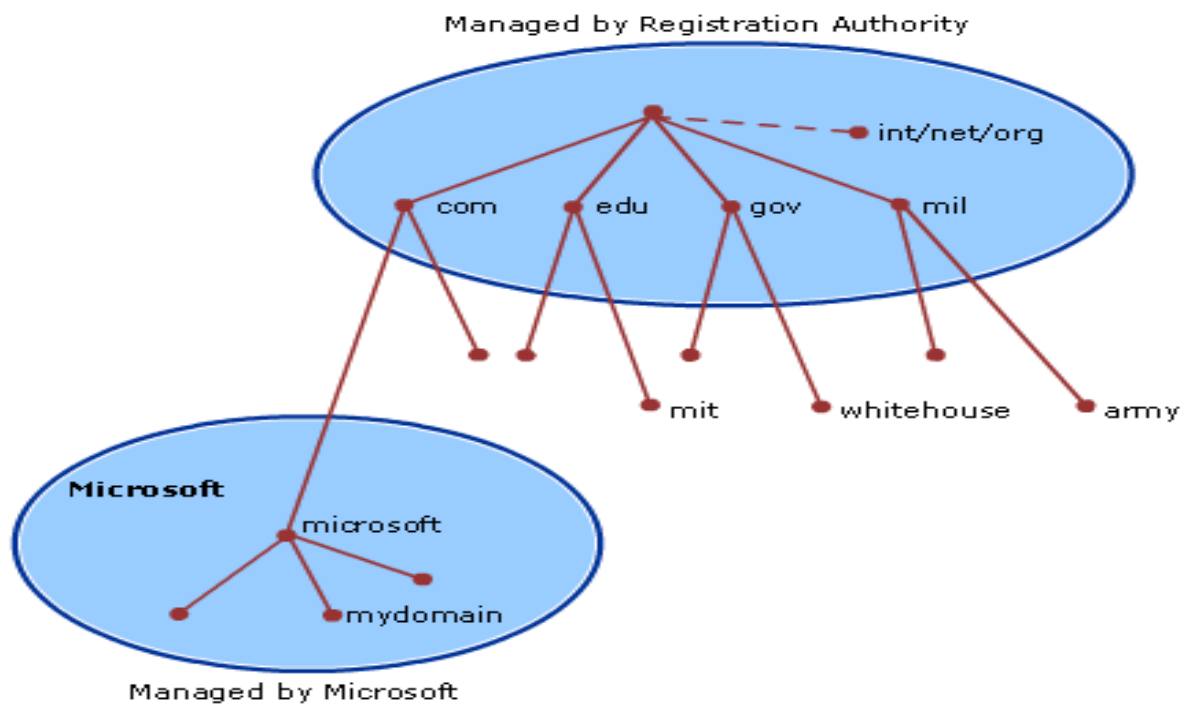 Managed by Registration Authority
int/net/org
com
edu
gov
mil
mit
whitehouse
army
Microsoft
microsoft
mydomain
Managed by Microsoft